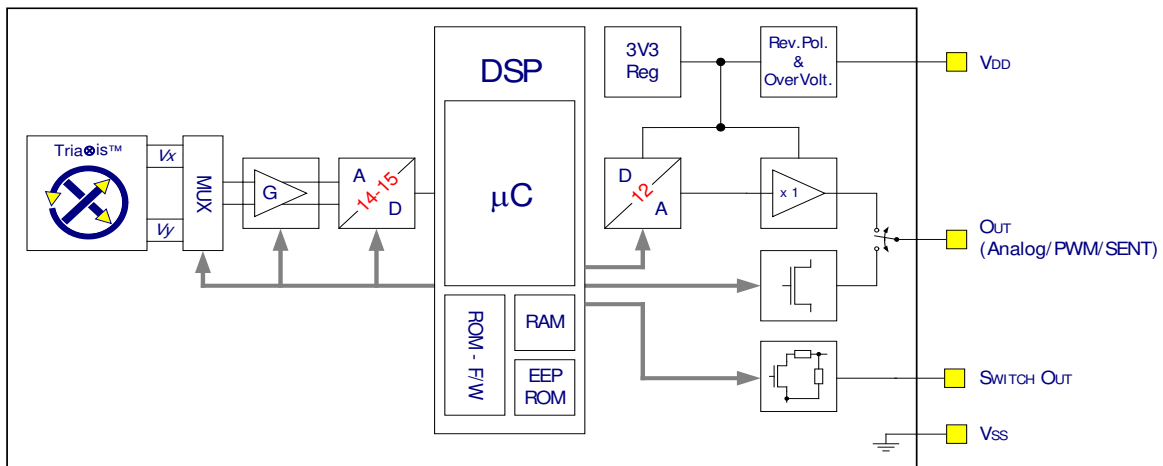 Tria⊗is™
Vx
Vy
MUX
G
A
14-15
D
DSP
μC
ROM - F/W
RAM
EEP
ROM
3V3
Reg
Rev.Pol.
&
OverVolt.
D
12
A
x 1
VDD
OUT
(Analog/PWM/SENT)
SWITCH OUT
VSS